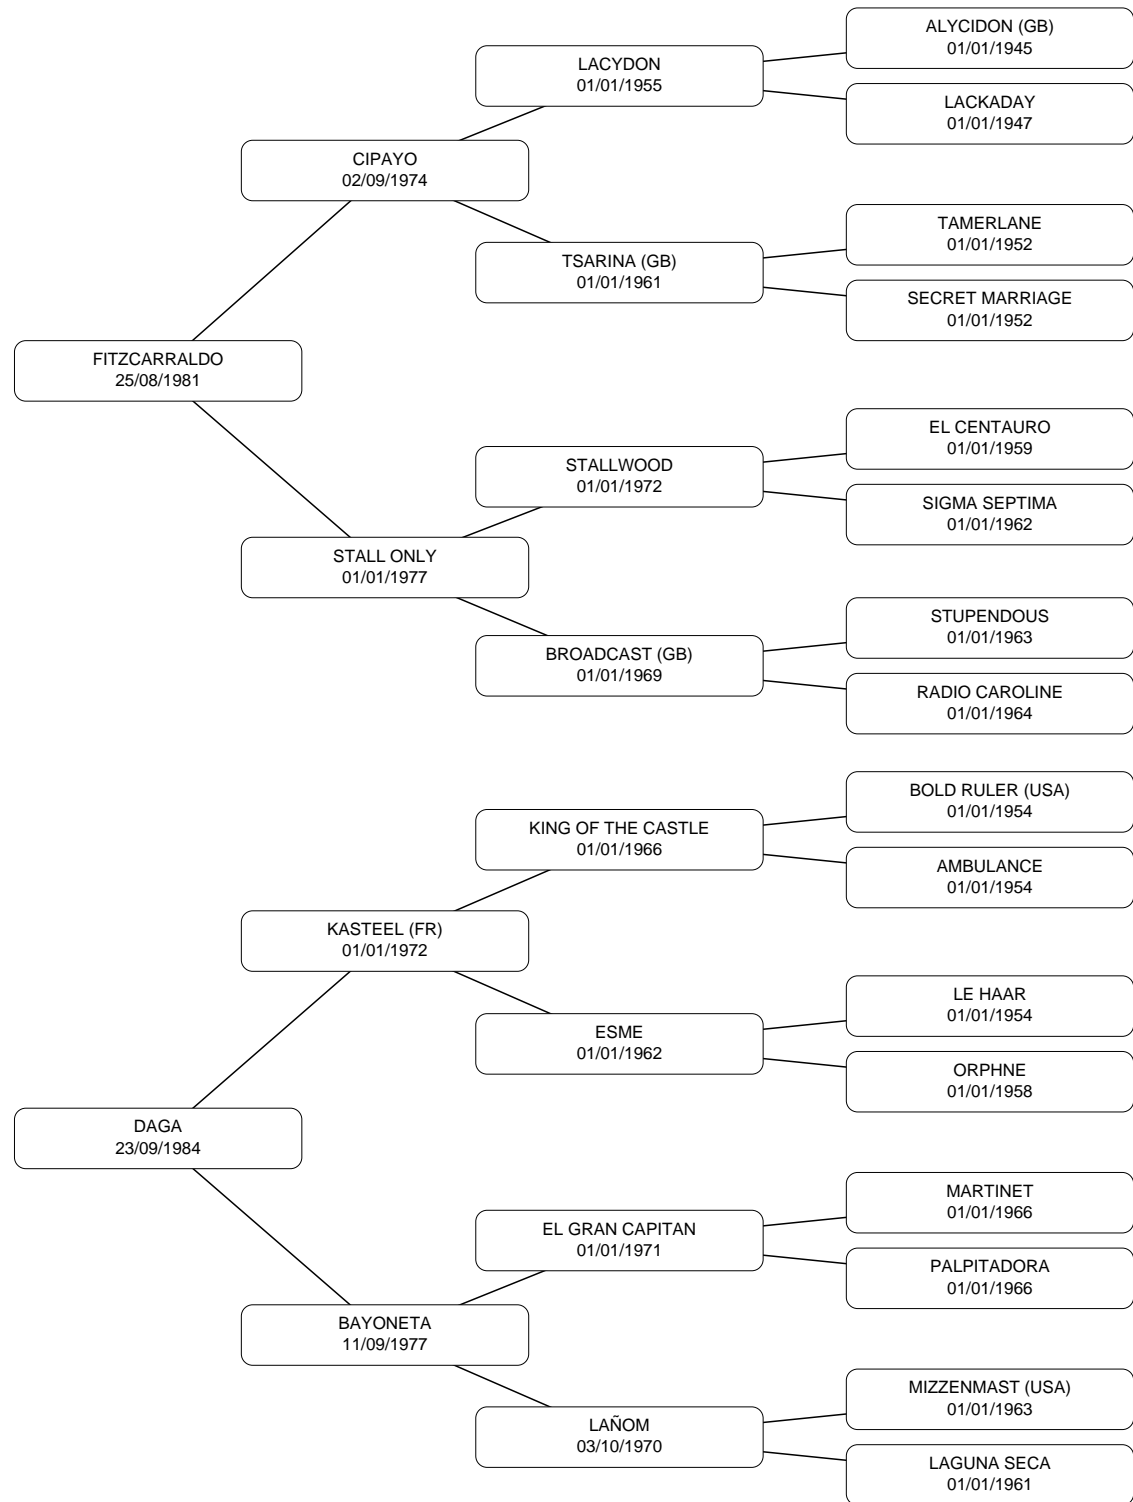 ALYCIDON (GB)
01/01/1945
LACYDON
01/01/1955
LACKADAY
01/01/1947
CIPAYO
02/09/1974
TAMERLANE
01/01/1952
TSARINA (GB)
01/01/1961
SECRET MARRIAGE
01/01/1952
FITZCARRALDO
25/08/1981
EL CENTAURO
01/01/1959
STALLWOOD
01/01/1972
SIGMA SEPTIMA
01/01/1962
STALL ONLY
01/01/1977
STUPENDOUS
01/01/1963
BROADCAST (GB)
01/01/1969
RADIO CAROLINE
01/01/1964
BOLD RULER (USA)
01/01/1954
KING OF THE CASTLE
01/01/1966
AMBULANCE
01/01/1954
KASTEEL (FR)
01/01/1972
LE HAAR
01/01/1954
ESME
01/01/1962
ORPHNE
01/01/1958
DAGA
23/09/1984
MARTINET
01/01/1966
EL GRAN CAPITAN
01/01/1971
PALPITADORA
01/01/1966
BAYONETA
11/09/1977
MIZZENMAST (USA)
01/01/1963
LAÑOM
03/10/1970
LAGUNA SECA
01/01/1961